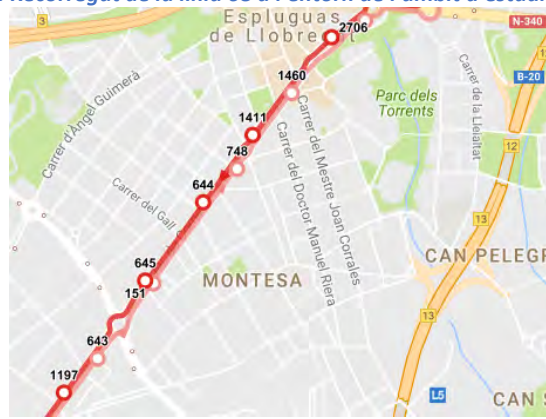 Recorregut de la línia 63 a l'entorn de l'àmbit d'estudi
Esplugues
de Llobregat
2706
N-340
B-20
1460
Parc dels
Torrents
Carrer de la Lleialtat
Carrer d'Àngel Guimerà
1411
748
12
Carrer del Mestre Joan Corrales
Carrer del Doctor Manuel Riera
Carrer del Gall
644
13
CAN PELEGR
645
151
MONTESA
13
643
1197
L5
CAN S